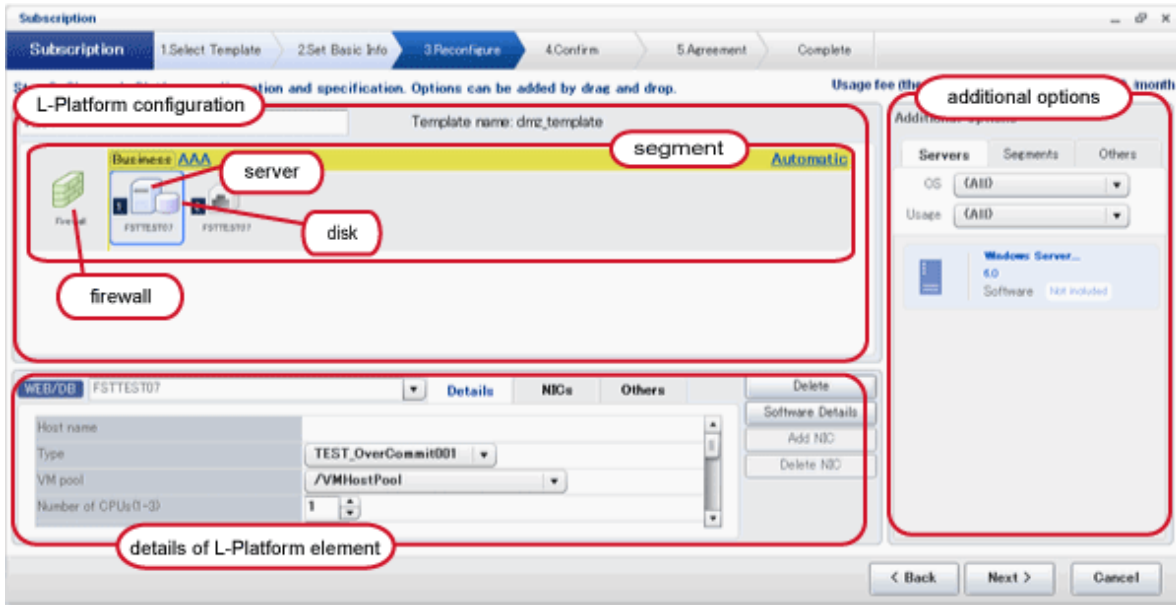 Subscription
Subscription 1.Select Template 2.Set Basic Info 3.Reconfigure 4.Confirm 5.Agreement Complete
and specification. Options can be added by drag and drop.
Usage fee
month
L-Platform configuration
additional options
Template name: dmz_template
segment
Business AAA
Automatic
server
Firewall
1
FSTTEST07
FSTTEST07
disk
firewall
Servers Segments Others
OS (All)
Usage (All)
Windows Server...
6.0
Software Not included
WEB/DB FSTTEST07
Details NICs Others
Delete
Software Details
Add NIC
Delete NIC
Host name
Type TEST_OverCommit001
VM pool /VMHostPool
Number of CPUs(1-3) 1
details of L-Platform element
< Back Next > Cancel